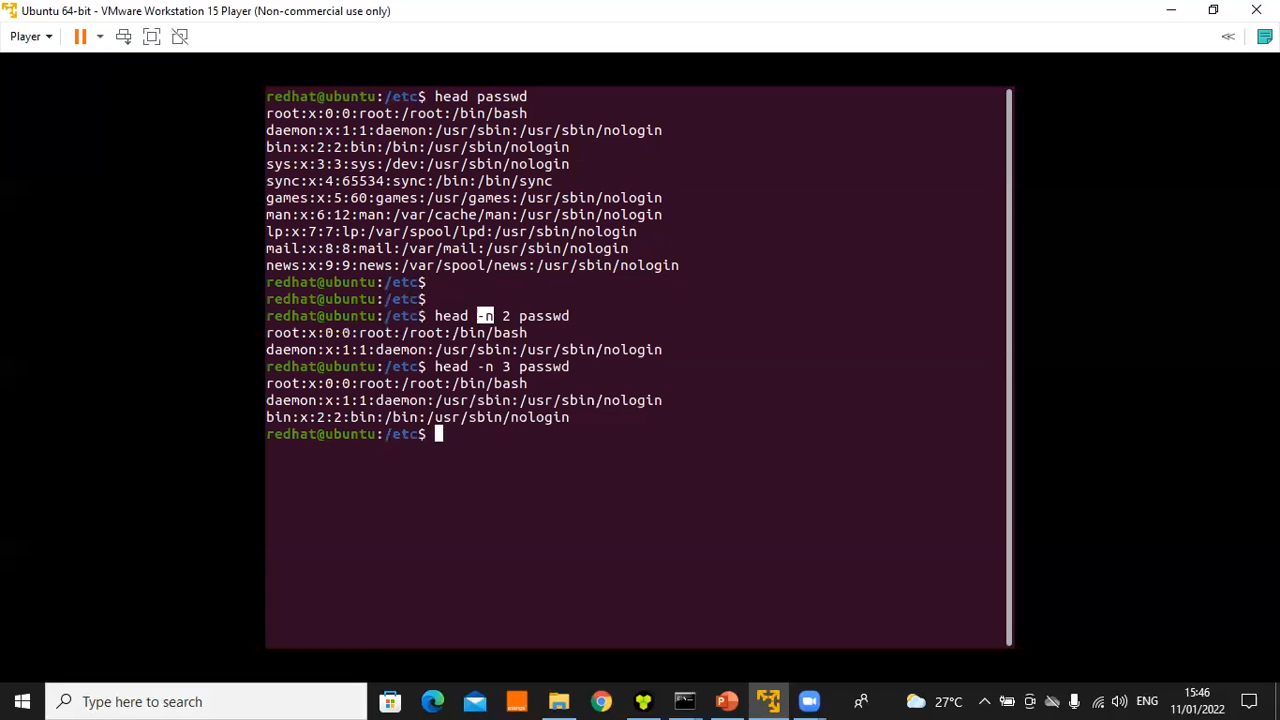 Ubuntu 64-bit - VMware Workstation 15 Player (Non-commercial use only)
Player
redhat@ubuntu:/etc$ head passwd
root:x:0:0:root:/root:/bin/bash
daemon:x:1:1:daemon:/usr/sbin:/usr/sbin/nologin
bin:x:2:2:bin:/bin:/usr/sbin/nologin
sys:x:3:3:sys:/dev:/usr/sbin/nologin
sync:x:4:65534:sync:/bin:/bin/sync
games:x:5:60:games:/usr/games:/usr/sbin/nologin
man:x:6:12:man:/var/cache/man:/usr/sbin/nologin
lp:x:7:7:lp:/var/spool/lpd:/usr/sbin/nologin
mail:x:8:8:mail:/var/mail:/usr/sbin/nologin
news:x:9:9:news:/var/spool/news:/usr/sbin/nologin
redhat@ubuntu:/etc$
redhat@ubuntu:/etc$
redhat@ubuntu:/etc$ head -n 2 passwd
root:x:0:0:root:/root:/bin/bash
daemon:x:1:1:daemon:/usr/sbin:/usr/sbin/nologin
redhat@ubuntu:/etc$ head -n 3 passwd
root:x:0:0:root:/root:/bin/bash
daemon:x:1:1:daemon:/usr/sbin:/usr/sbin/nologin
bin:x:2:2:bin:/bin:/usr/sbin/nologin
redhat@ubuntu:/etc$
Type here to search
27°C
ENG
15:46
11/01/2022